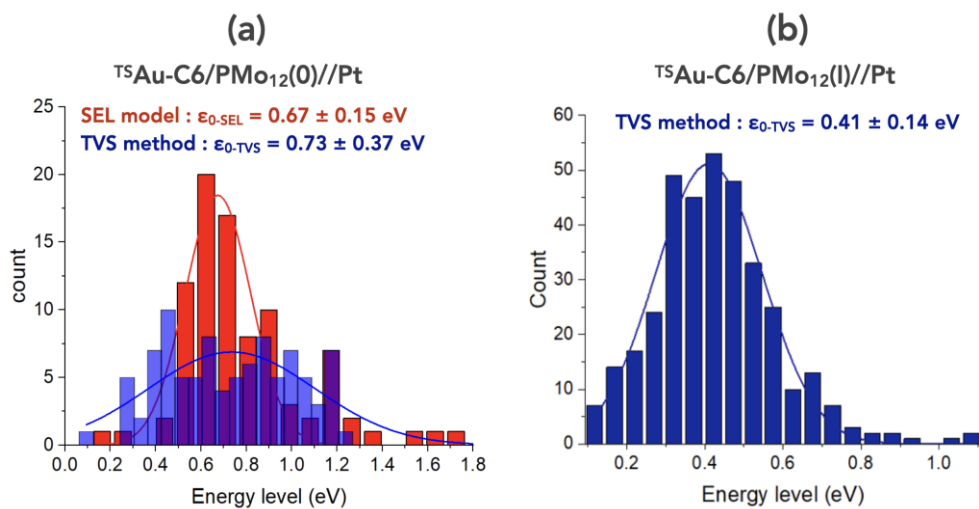 (a)
TSAu-C6/PMo12(0)//Pt
SEL model : ε0-SEL = 0.67 ± 0.15 eV
TVS method : ε0-TVS = 0.73 ± 0.37 eV
25
20
15
10
5
0
count
0.0 0.2 0.4 0.6 0.8 1.0 1.2 1.4 1.6 1.8
Energy level (eV)
(b)
TSAu-C6/PMo12(I)//Pt
TVS method : ε0-TVS = 0.41 ± 0.14 eV
60
50
40
30
20
10
0
Count
0.2 0.4 0.6 0.8 1.0
Energy level (eV)